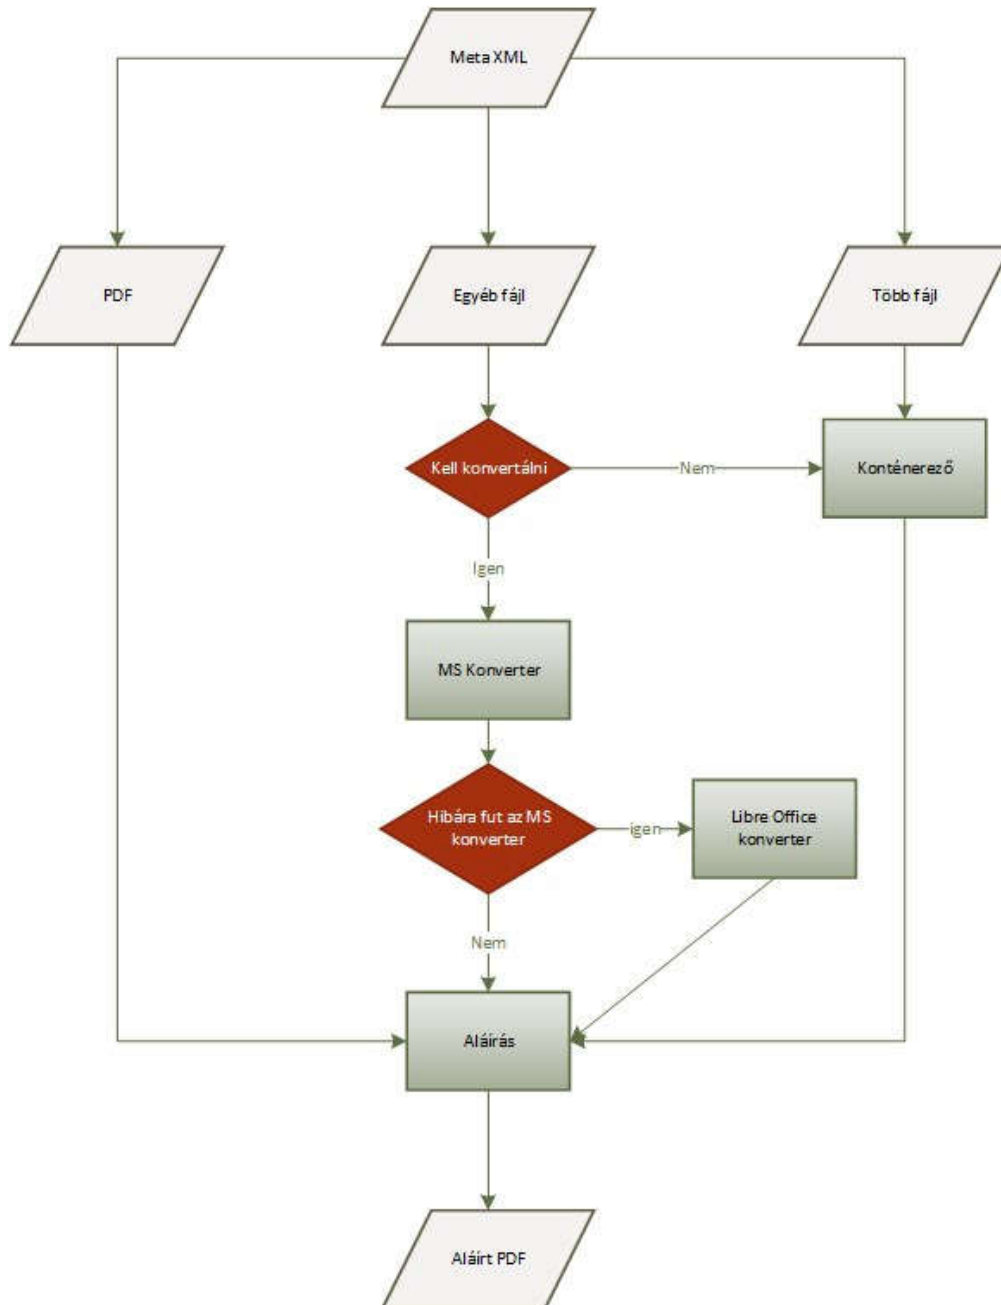 Meta XML
PDF
Egyéb fájl
Több fájl
Kell konvertálni
Nem
Konténerező
Igen
MS Konverter
Hibára fut az MS
konverter
igen
Libre Office
konverter
Nem
Aláírás
Aláírt PDF